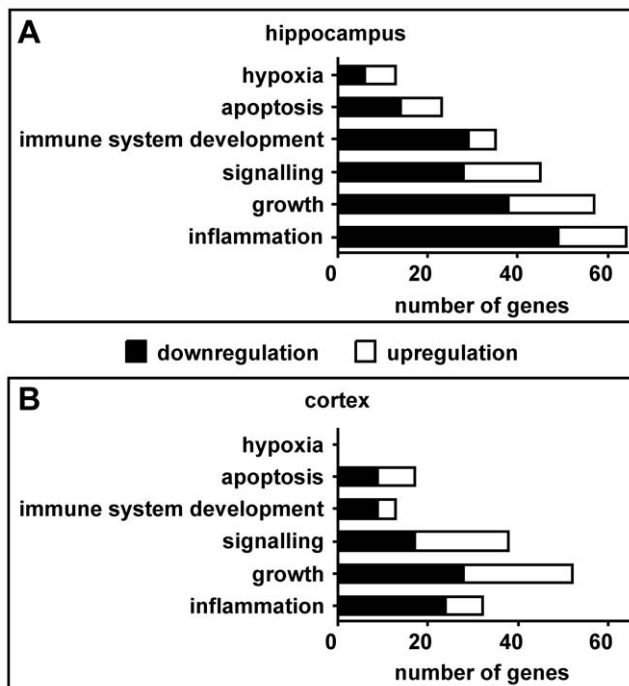 A
hippocampus
hypoxia
apoptosis
immune system development
signalling
growth
inflammation
0 20 40 60
number of genes
downregulation upregulation
B
cortex
hypoxia
apoptosis
immune system development
signalling
growth
inflammation
0 20 40 60
number of genes